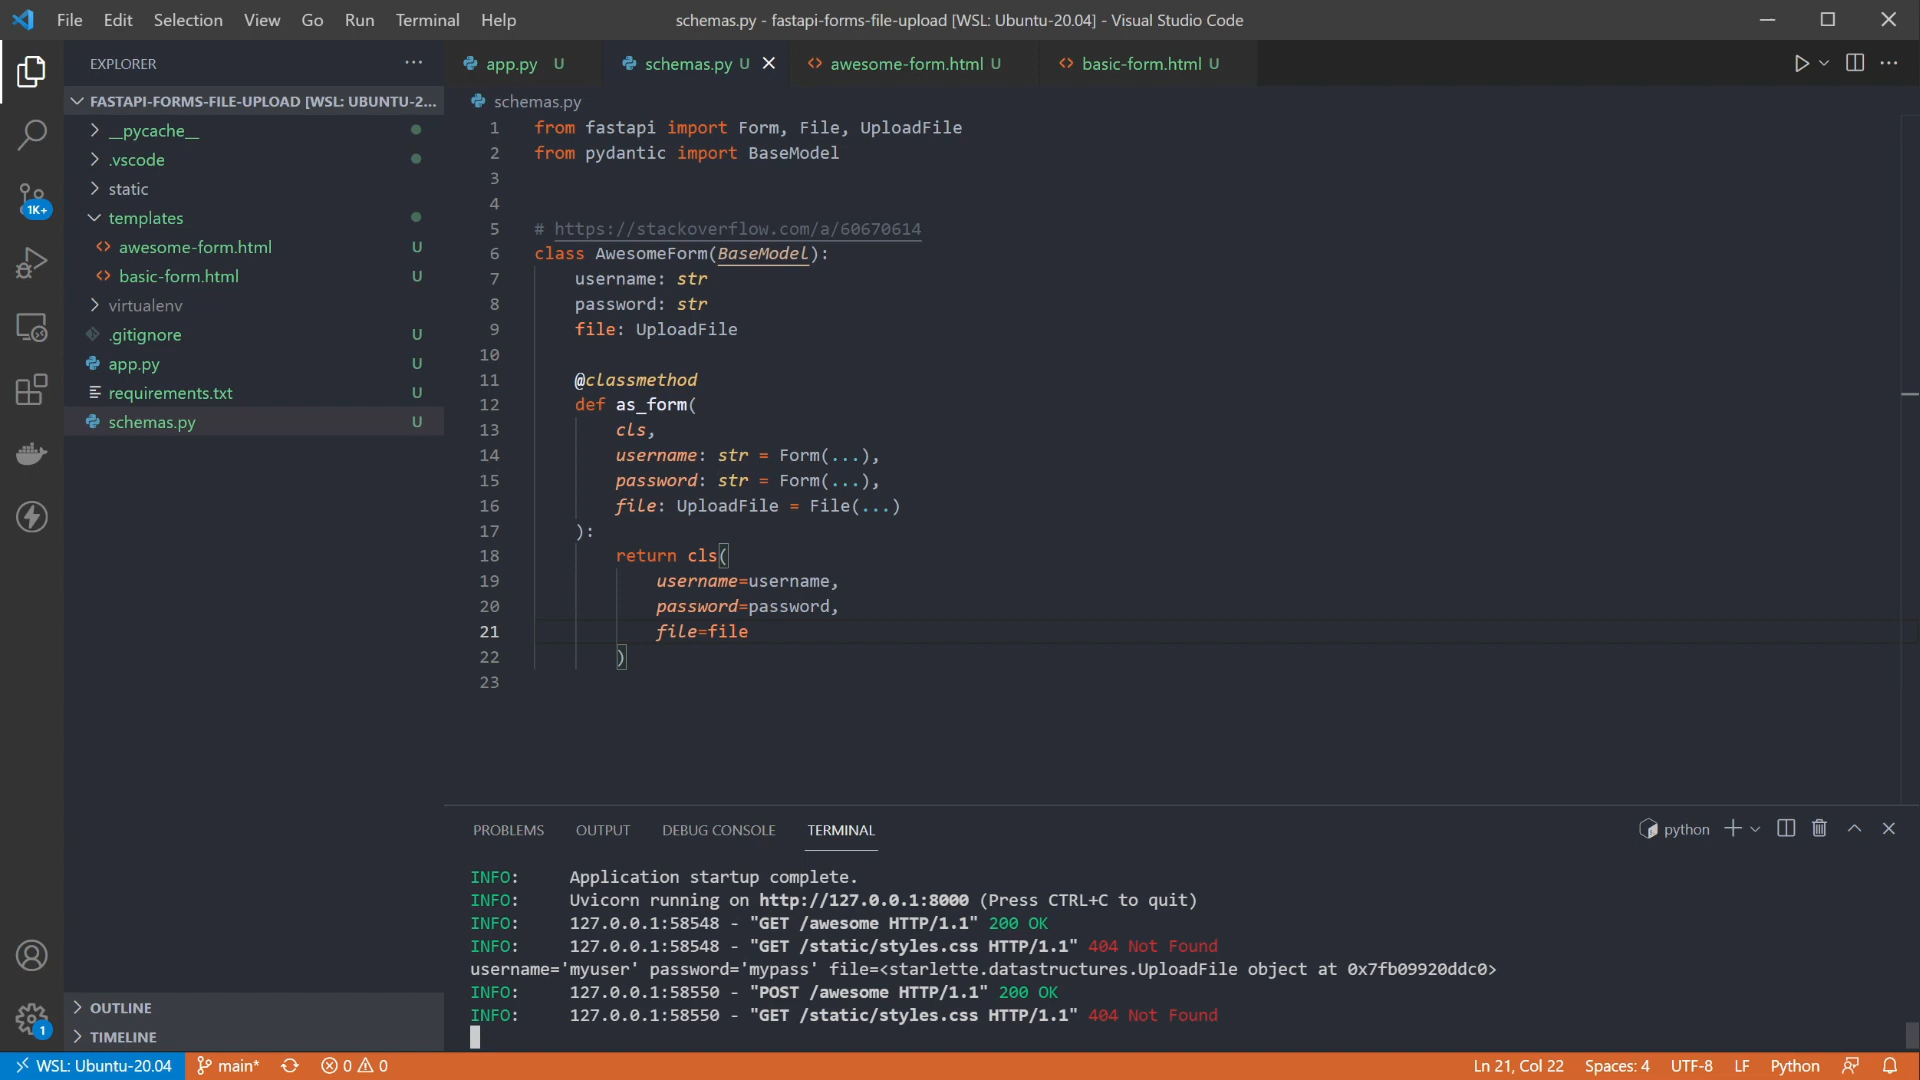 File Edit Selection View Go Run Terminal Help
schemas.py - fastapi-forms-file-upload [WSL: Ubuntu-20.04] - Visual Studio Code
EXPLORER
FASTAPI-FORMS-FILE-UPLOAD [WSL: UBUNTU-2...
__pycache__
.vscode
static
templates
awesome-form.html U
basic-form.html U
virtualenv
.gitignore U
app.py U
requirements.txt U
schemas.py U
OUTLINE
TIMELINE
1K+
1
app.py U
schemas.py U
awesome-form.html U
basic-form.html U
schemas.py
1 from fastapi import Form, File, UploadFile
2 from pydantic import BaseModel
3
4
5 # https://stackoverflow.com/a/60670614
6 class AwesomeForm(BaseModel):
7     username: str
8     password: str
9     file: UploadFile
10
11     @classmethod
12     def as_form(
13         cls,
14         username: str = Form(...),
15         password: str = Form(...),
16         file: UploadFile = File(...)
17     ):
18         return cls(
19             username=username,
20             password=password,
21             file=file
22         )
23
PROBLEMS OUTPUT DEBUG CONSOLE TERMINAL
python
INFO:     Application startup complete.
INFO:     Uvicorn running on http://127.0.0.1:8000 (Press CTRL+C to quit)
INFO:     127.0.0.1:58548 - "GET /awesome HTTP/1.1" 200 OK
INFO:     127.0.0.1:58548 - "GET /static/styles.css HTTP/1.1" 404 Not Found
username='myuser' password='mypass' file=<starlette.datastructures.UploadFile object at 0x7fb09920ddc0>
INFO:     127.0.0.1:58550 - "POST /awesome HTTP/1.1" 200 OK
INFO:     127.0.0.1:58550 - "GET /static/styles.css HTTP/1.1" 404 Not Found
WSL: Ubuntu-20.04 main* 0 0 Ln 21, Col 22 Spaces: 4 UTF-8 LF Python